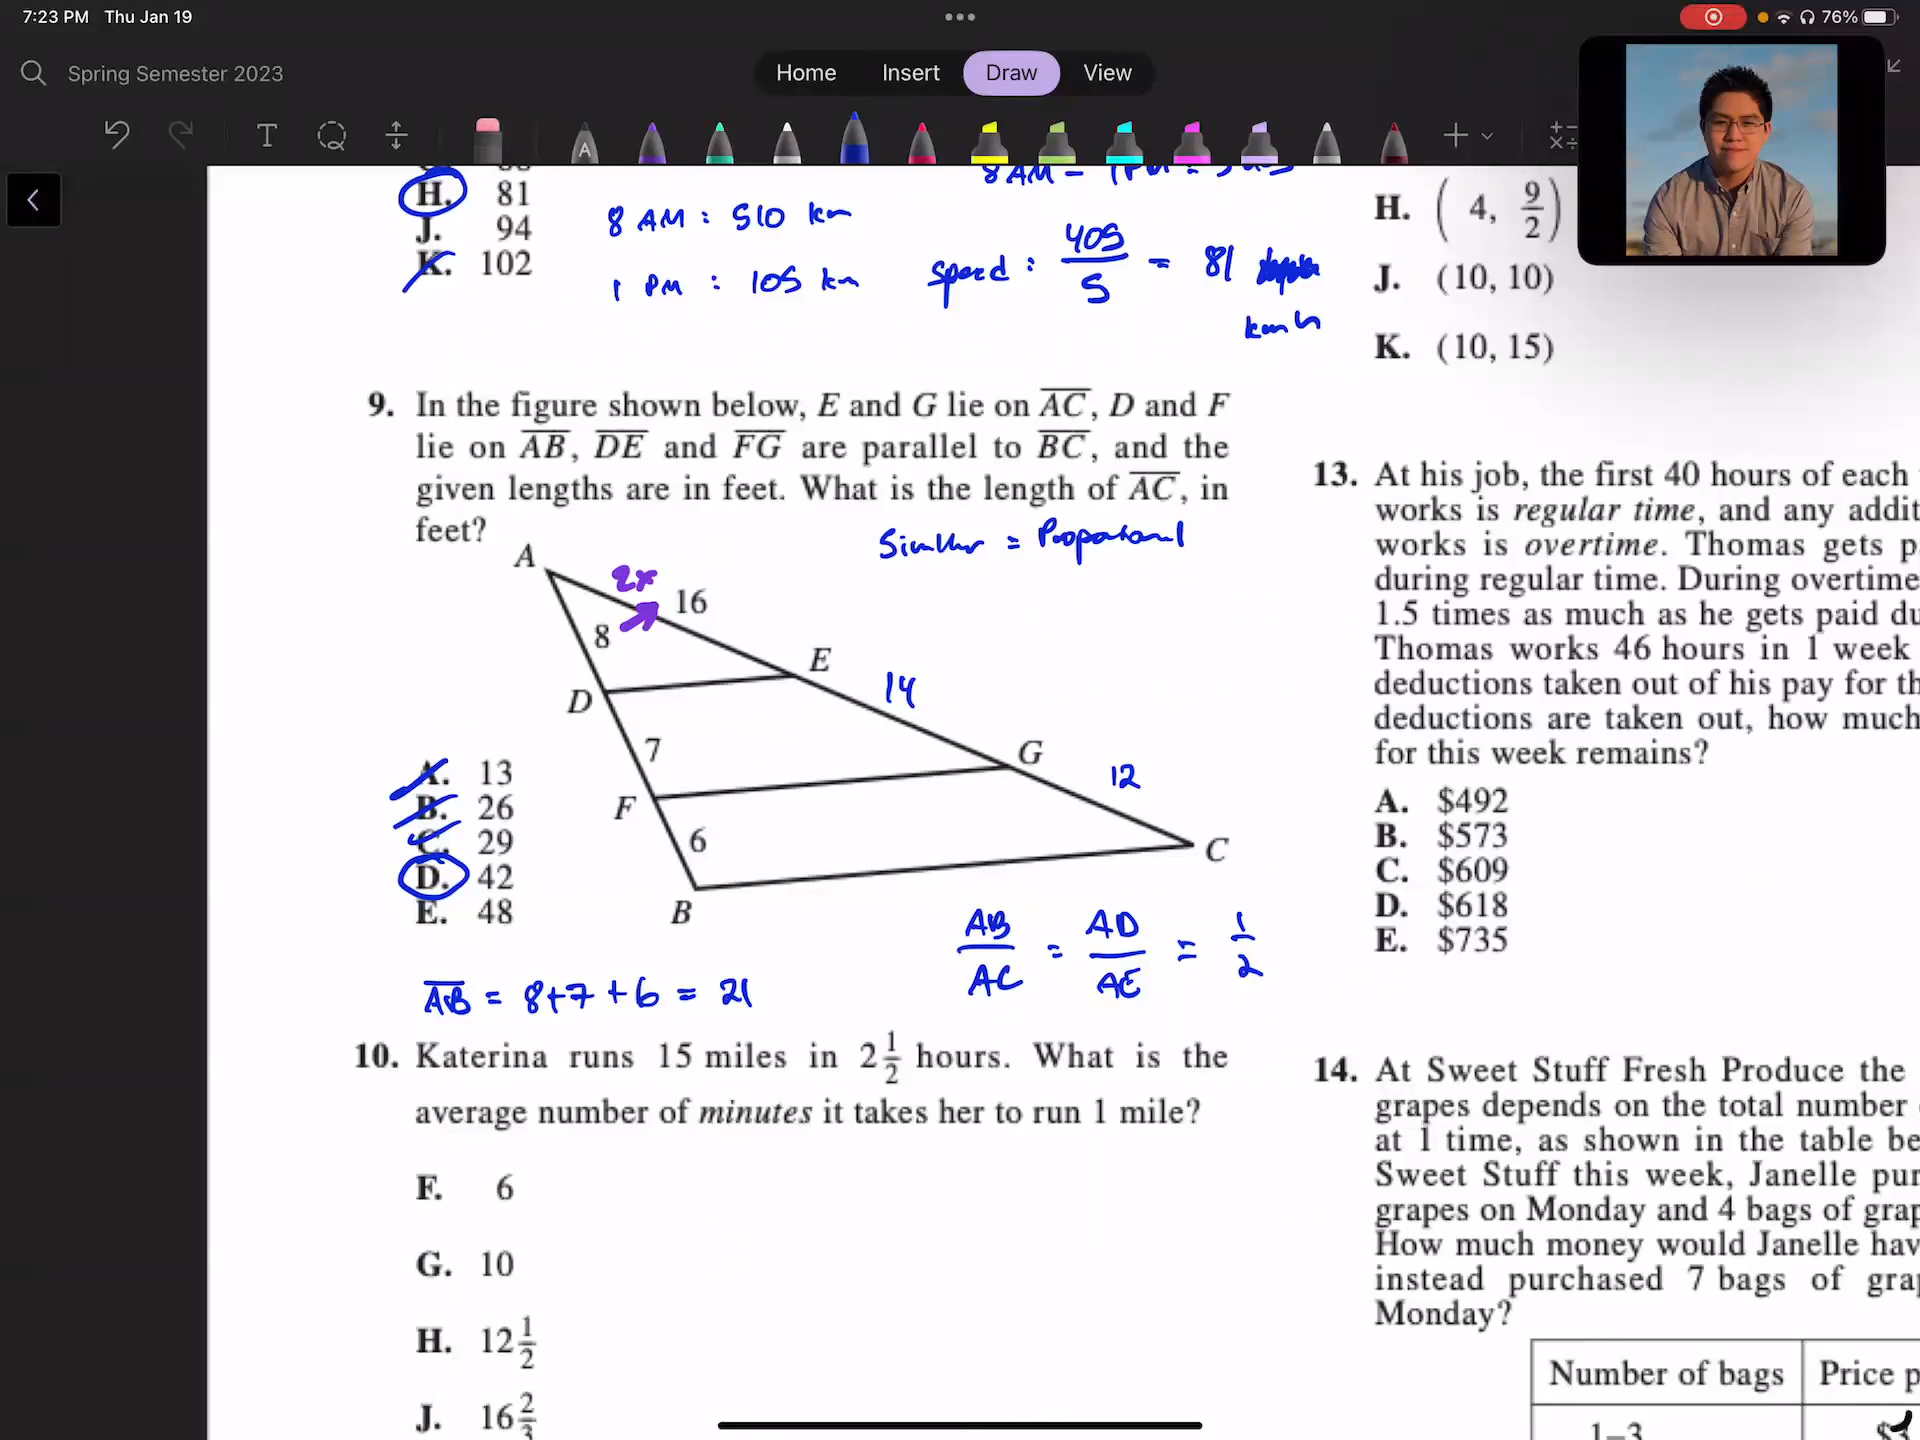 7:23 PM Thu Jan 19
76%
Spring Semester 2023
Home Insert Draw View
T
A
H. 81
J. 94
K. 102
8 AM : 510 km
1 PM : 105 km
8 AM - 1 PM =
speed : 405/5 = 81
km h
9. In the figure shown below, E and G lie on AC, D and F
lie on AB, DE and FG are parallel to BC, and the
given lengths are in feet. What is the length of AC, in
feet?
Similar = Proportional
A
2x
16
8
E
D
14
7
G
12
F
6
C
B
A. 13
B. 26
C. 29
D. 42
E. 48
AB/AC = AD/AE = 1/2
AB = 8+7+6 = 21
10. Katerina runs 15 miles in 2 1/2 hours. What is the
average number of minutes it takes her to run 1 mile?
F. 6
G. 10
H. 12 1/2
J. 16 2/3
H. (4, 9/2)
J. (10, 10)
K. (10, 15)
13. At his job, the first 40 hours of each
works is regular time, and any addit
works is overtime. Thomas gets p
during regular time. During overtime
1.5 times as much as he gets paid du
Thomas works 46 hours in 1 week
deductions taken out of his pay for th
deductions are taken out, how much
for this week remains?
A. $492
B. $573
C. $609
D. $618
E. $735
14. At Sweet Stuff Fresh Produce the
grapes depends on the total number
at 1 time, as shown in the table be
Sweet Stuff this week, Janelle pur
grapes on Monday and 4 bags of grap
How much money would Janelle hav
instead purchased 7 bags of grap
Monday?
Number of bags Price p
1–3